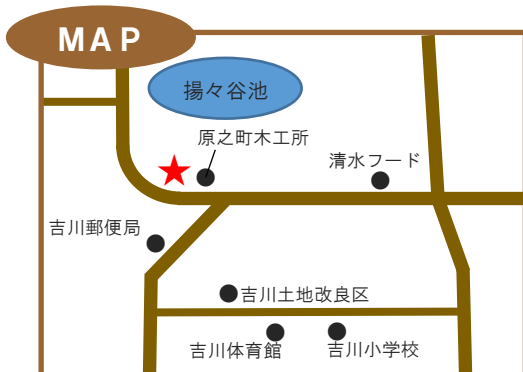 MAP
揚々谷池
原之町木工所
清水フード
吉川郵便局
吉川土地改良区
吉川体育館
吉川小学校